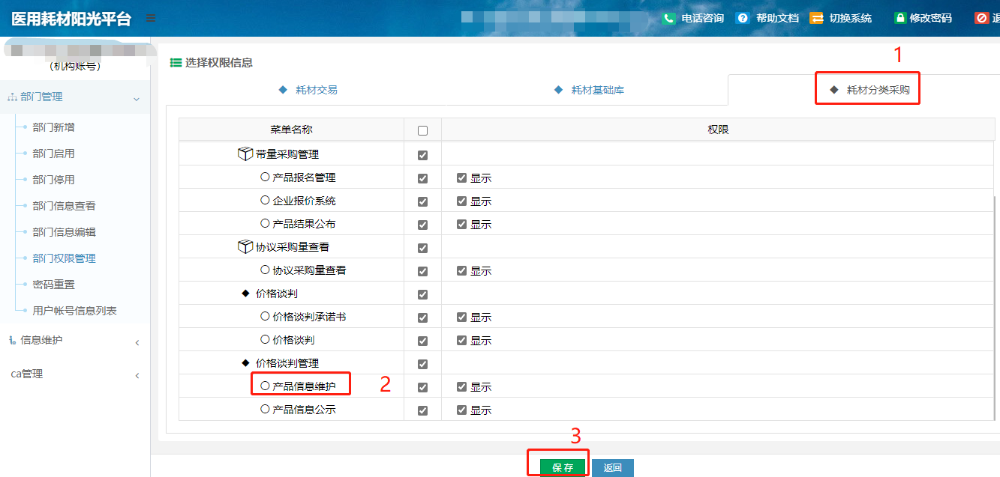 医用耗材阳光平台
电话咨询 帮助文档 切换系统 修改密码 退
(机构账号)
部门管理
部门新增
部门启用
部门停用
部门信息查看
部门信息编辑
部门权限管理
密码重置
用户帐号信息列表
信息维护
ca管理
选择权限信息
1
耗材交易 耗材基础库 耗材分类采购
菜单名称 权限
带量采购管理
产品报名管理 显示
企业报价系统 显示
产品结果公布 显示
协议采购量查看
协议采购量查看 显示
价格谈判
价格谈判承诺书 显示
价格谈判 显示
价格谈判管理
产品信息维护 2 显示
产品信息公示 显示
3
保存 返回